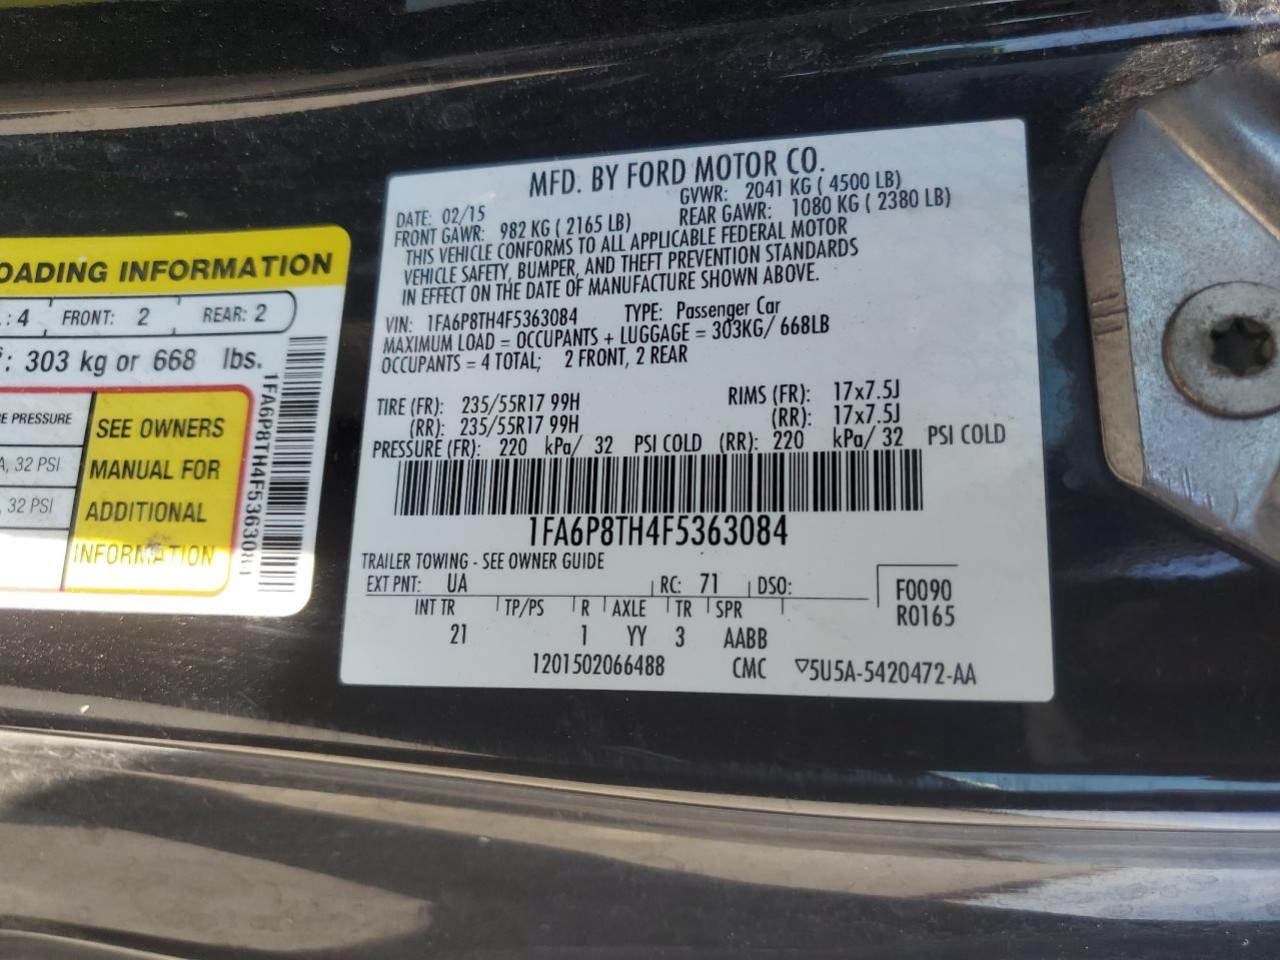 MFD. BY FORD MOTOR CO.
DATE: 02/15 GVWR: 2041 KG ( 4500 LB)
FRONT GAWR: 982 KG ( 2165 LB) REAR GAWR: 1080 KG ( 2380 LB)
THIS VEHICLE CONFORMS TO ALL APPLICABLE FEDERAL MOTOR
VEHICLE SAFETY, BUMPER, AND THEFT PREVENTION STANDARDS
IN EFFECT ON THE DATE OF MANUFACTURE SHOWN ABOVE.
VIN: 1FA6P8TH4F5363084 TYPE: Passenger Car
MAXIMUM LOAD = OCCUPANTS + LUGGAGE = 303KG/ 668LB
OCCUPANTS = 4 TOTAL; 2 FRONT, 2 REAR
TIRE (FR): 235/55R17 99H RIMS (FR): 17x7.5J
(RR): 235/55R17 99H (RR): 17x7.5J
PRESSURE (FR): 220 kPa/ 32 PSI COLD (RR): 220 kPa/ 32 PSI COLD
1FA6P8TH4F5363084
TRAILER TOWING - SEE OWNER GUIDE
EXT PNT: UA RC: 71 DSO:
F0090
R0165
INT TR TP/PS R AXLE TR SPR
21 1 YY 3 AABB
1201502066488 CMC ▽5U5A-5420472-AA
OADING INFORMATION
: 4 FRONT: 2 REAR: 2
: 303 kg or 668 lbs.
E PRESSURE
A, 32 PSI
, 32 PSI
SEE OWNERS
MANUAL FOR
ADDITIONAL
INFORMATION
1FA6P8TH4F5363084